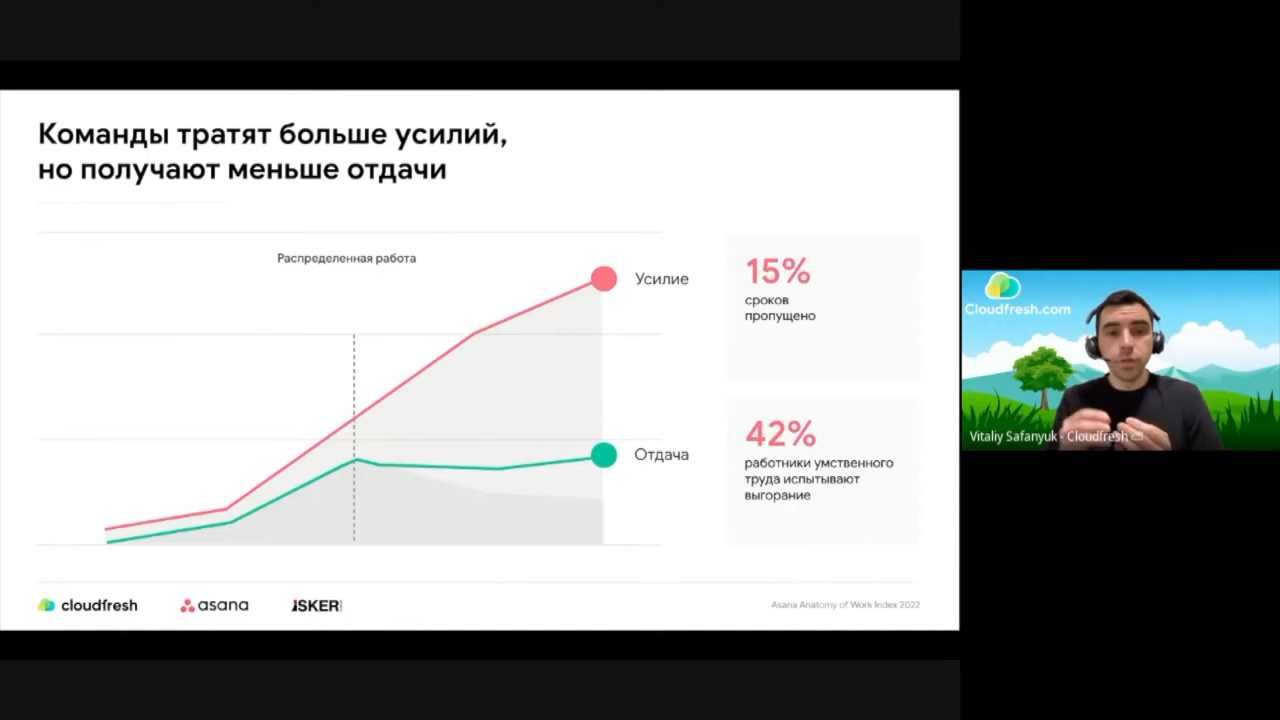 Команды тратят больше усилий,
но получают меньше отдачи
Распределенная работа
Усилие
Отдача
15%
сроков
пропущено
42%
работники умственного
труда испытывают
выгорание
cloudfresh
asana
ISKER
Asana Anatomy of Work Index 2022
Cloudfresh.com
Vitaliy Safanyuk - Cloudfresh